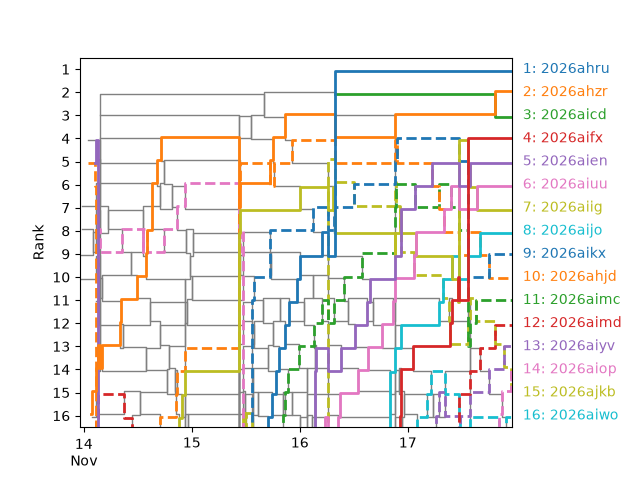 1
2
3
4
5
6
7
8
9
10
11
12
13
14
15
16
Rank
14
15
16
17
Nov
1: 2026ahru
2: 2026ahzr
3: 2026aicd
4: 2026aifx
5: 2026aien
6: 2026aiuu
7: 2026aiig
8: 2026aijo
9: 2026aikx
10: 2026ahjd
11: 2026aimc
12: 2026aimd
13: 2026aiyv
14: 2026aiop
15: 2026ajkb
16: 2026aiwo